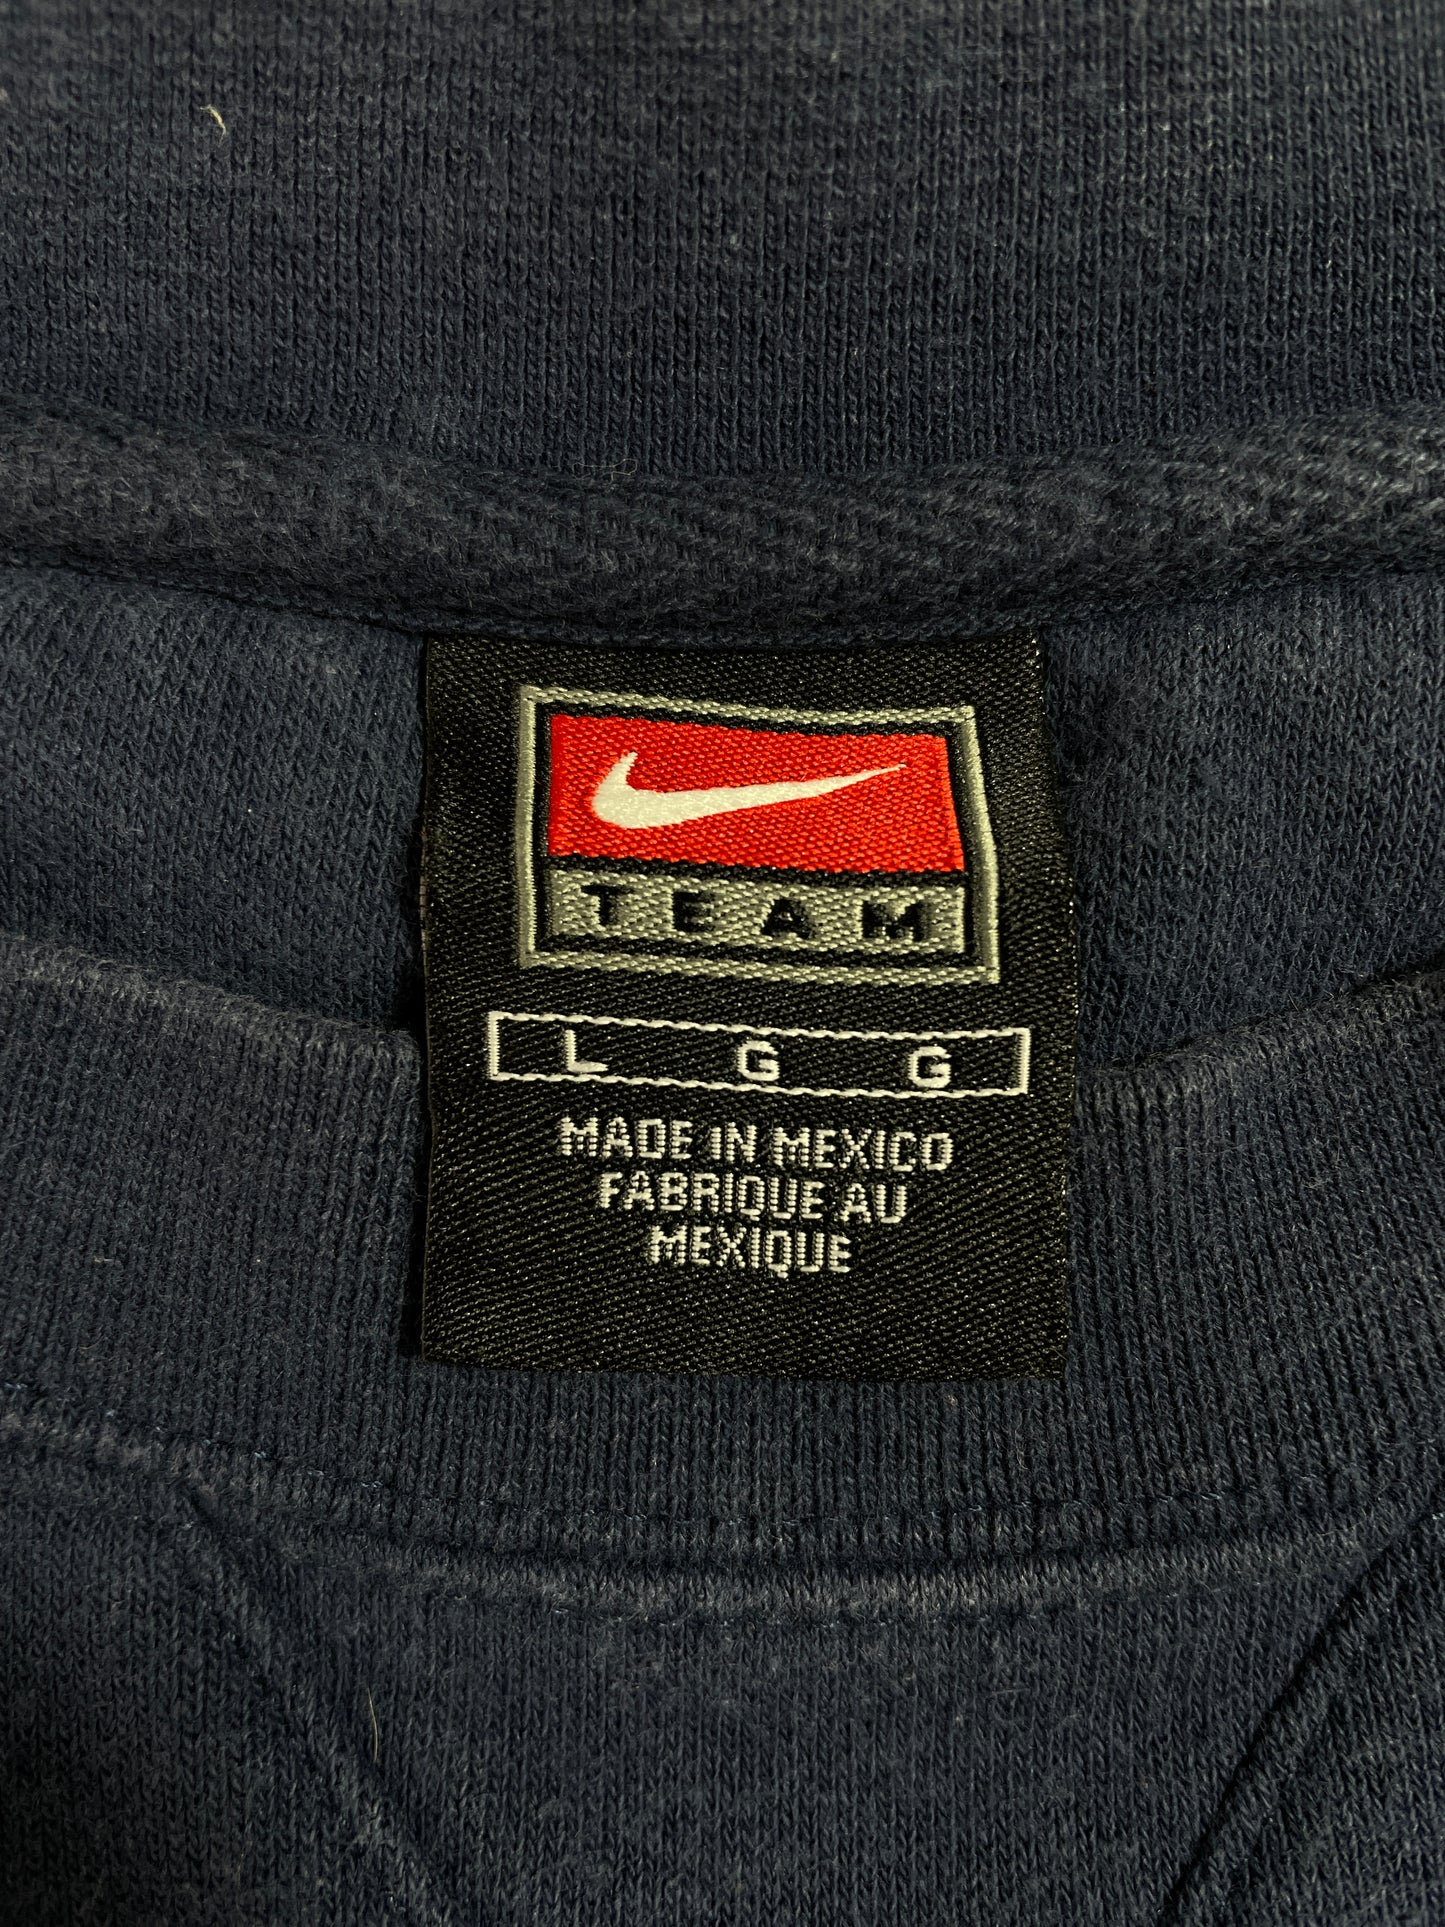 TEAM
L G G
MADE IN MEXICO
FABRIQUE AU
MEXIQUE